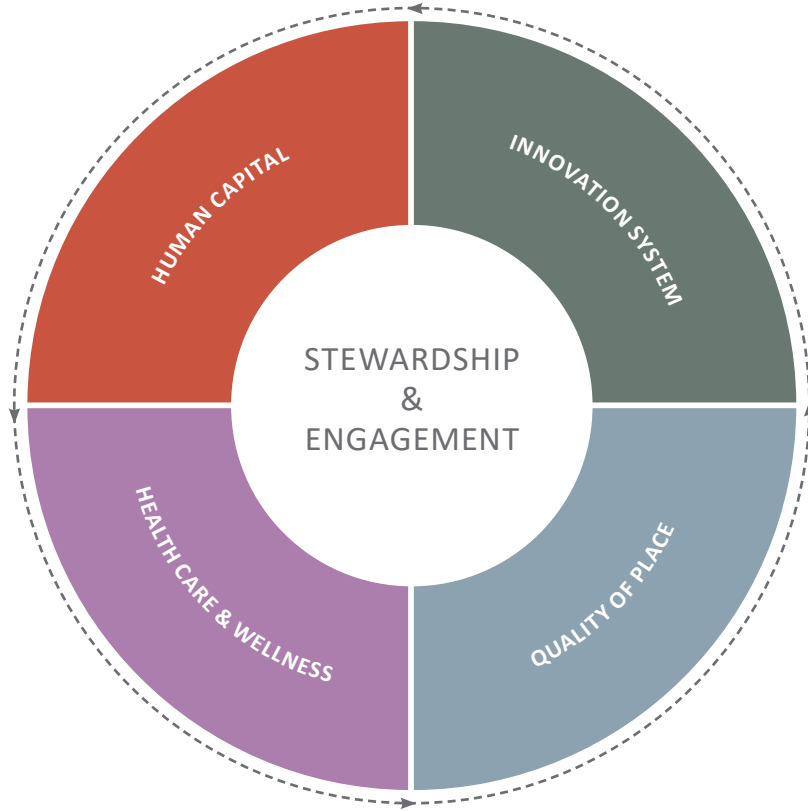 HUMAN CAPITAL
INNOVATION SYSTEM
STEWARDSHIP
&
ENGAGEMENT
HEALTH CARE & WELLNESS
QUALITY OF PLACE